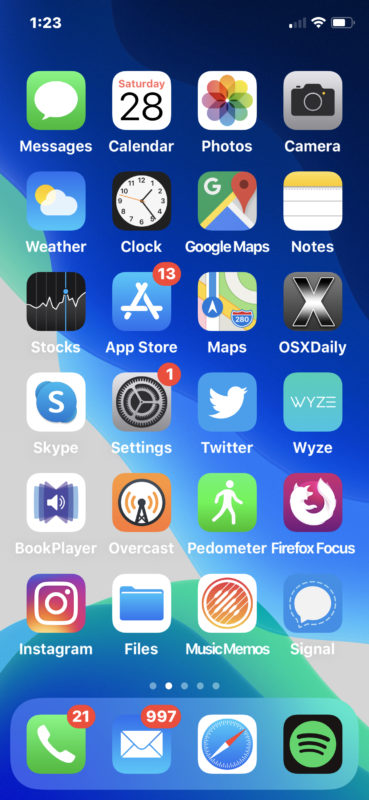 1:23
Saturday
28
Messages Calendar Photos Camera
G
Weather Clock Google Maps Notes
13
280
Stocks App Store Maps OSXDaily
1
S
WYZE
Skype Settings Twitter Wyze
BookPlayer Overcast Pedometer Firefox Focus
Instagram Files Music Memos Signal
21 997